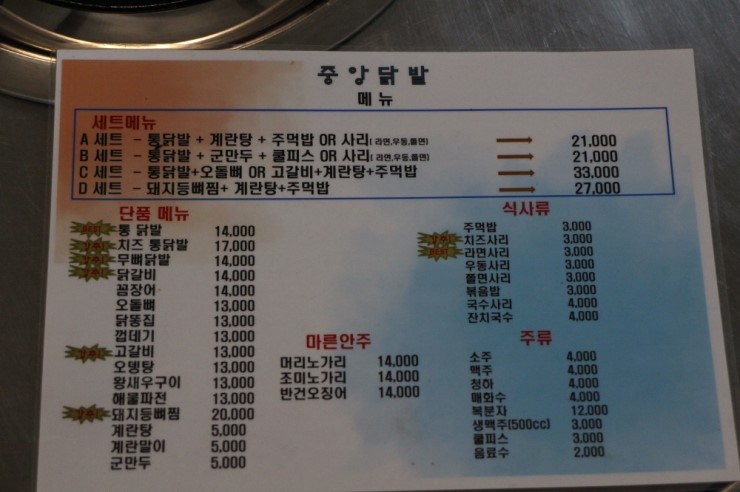 중앙닭발
메뉴
세트메뉴
A 세트 - 통닭발 + 계란탕 + 주먹밥 OR 사리( 라면,우동,쫄면) 21,000
B 세트 - 통닭발 + 군만두 + 쿨피스 OR 사리( 라면,우동,쫄면) 21,000
C 세트 - 통닭발+오돌뼈 OR 고갈비+계란탕+주먹밥 33,000
D 세트 - 돼지등뼈찜+ 계란탕+주먹밥 27,000
단품 메뉴
통 닭발 14,000
치즈 통닭발 17,000
무뼈닭발 14,000
닭갈비 14,000
꼼장어 14,000
오돌뼈 13,000
닭똥집 13,000
껍데기 13,000
고갈비 13,000
오뎅탕 13,000
왕새우구이 13,000
해물파전 13,000
돼지등뼈찜 20,000
계란탕 5,000
계란말이 5,000
군만두 5,000
마른안주
머리노가리 14,000
조미노가리 14,000
반건오징어 14,000
식사류
주먹밥 3,000
치즈사리 3,000
라면사리 3,000
우동사리 3,000
쫄면사리 3,000
볶음밥 3,000
국수사리 4,000
잔치국수 4,000
주류
소주 4,000
맥주 4,000
청하 4,000
매화수 4,000
복분자 12,000
생맥주(500cc) 3,000
쿨피스 3,000
음료수 2,000